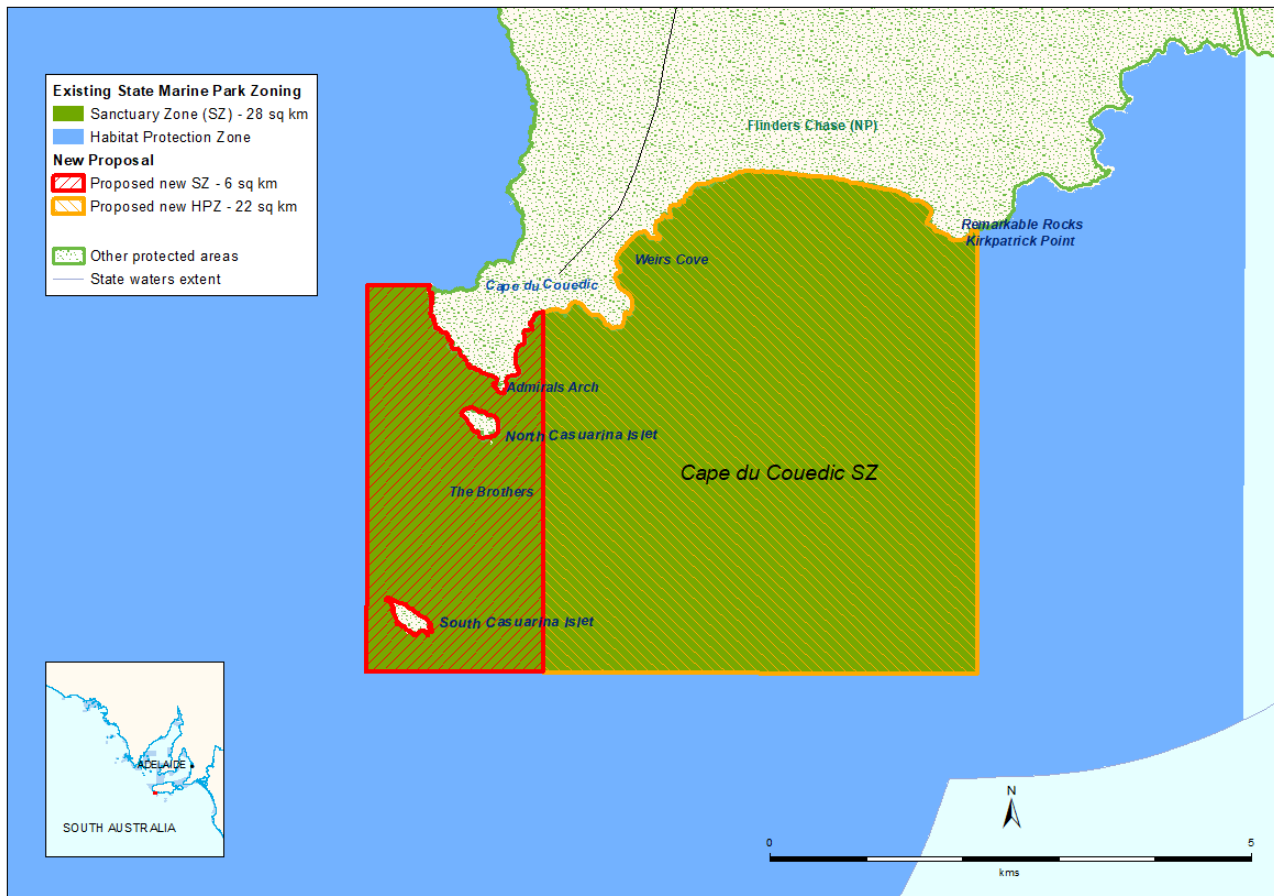 Existing State Marine Park Zoning
Sanctuary Zone (SZ) - 28 sq km
Habitat Protection Zone
New Proposal
Proposed new SZ - 6 sq km
Proposed new HPZ - 22 sq km
Other protected areas
State waters extent
Flinders Chase (NP)
Remarkable Rocks
Kirkpatrick Point
Weirs Cove
Cape du Couedic
Admirals Arch
North Casuarina Islet
Cape du Couedic SZ
The Brothers
South Casuarina Islet
ADELAIDE
SOUTH AUSTRALIA
N
0 5
kms